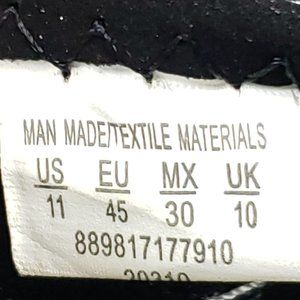 MAN MADE/TEXTILE MATERIALS
US EU MX UK
11 45 30 10
889817177910